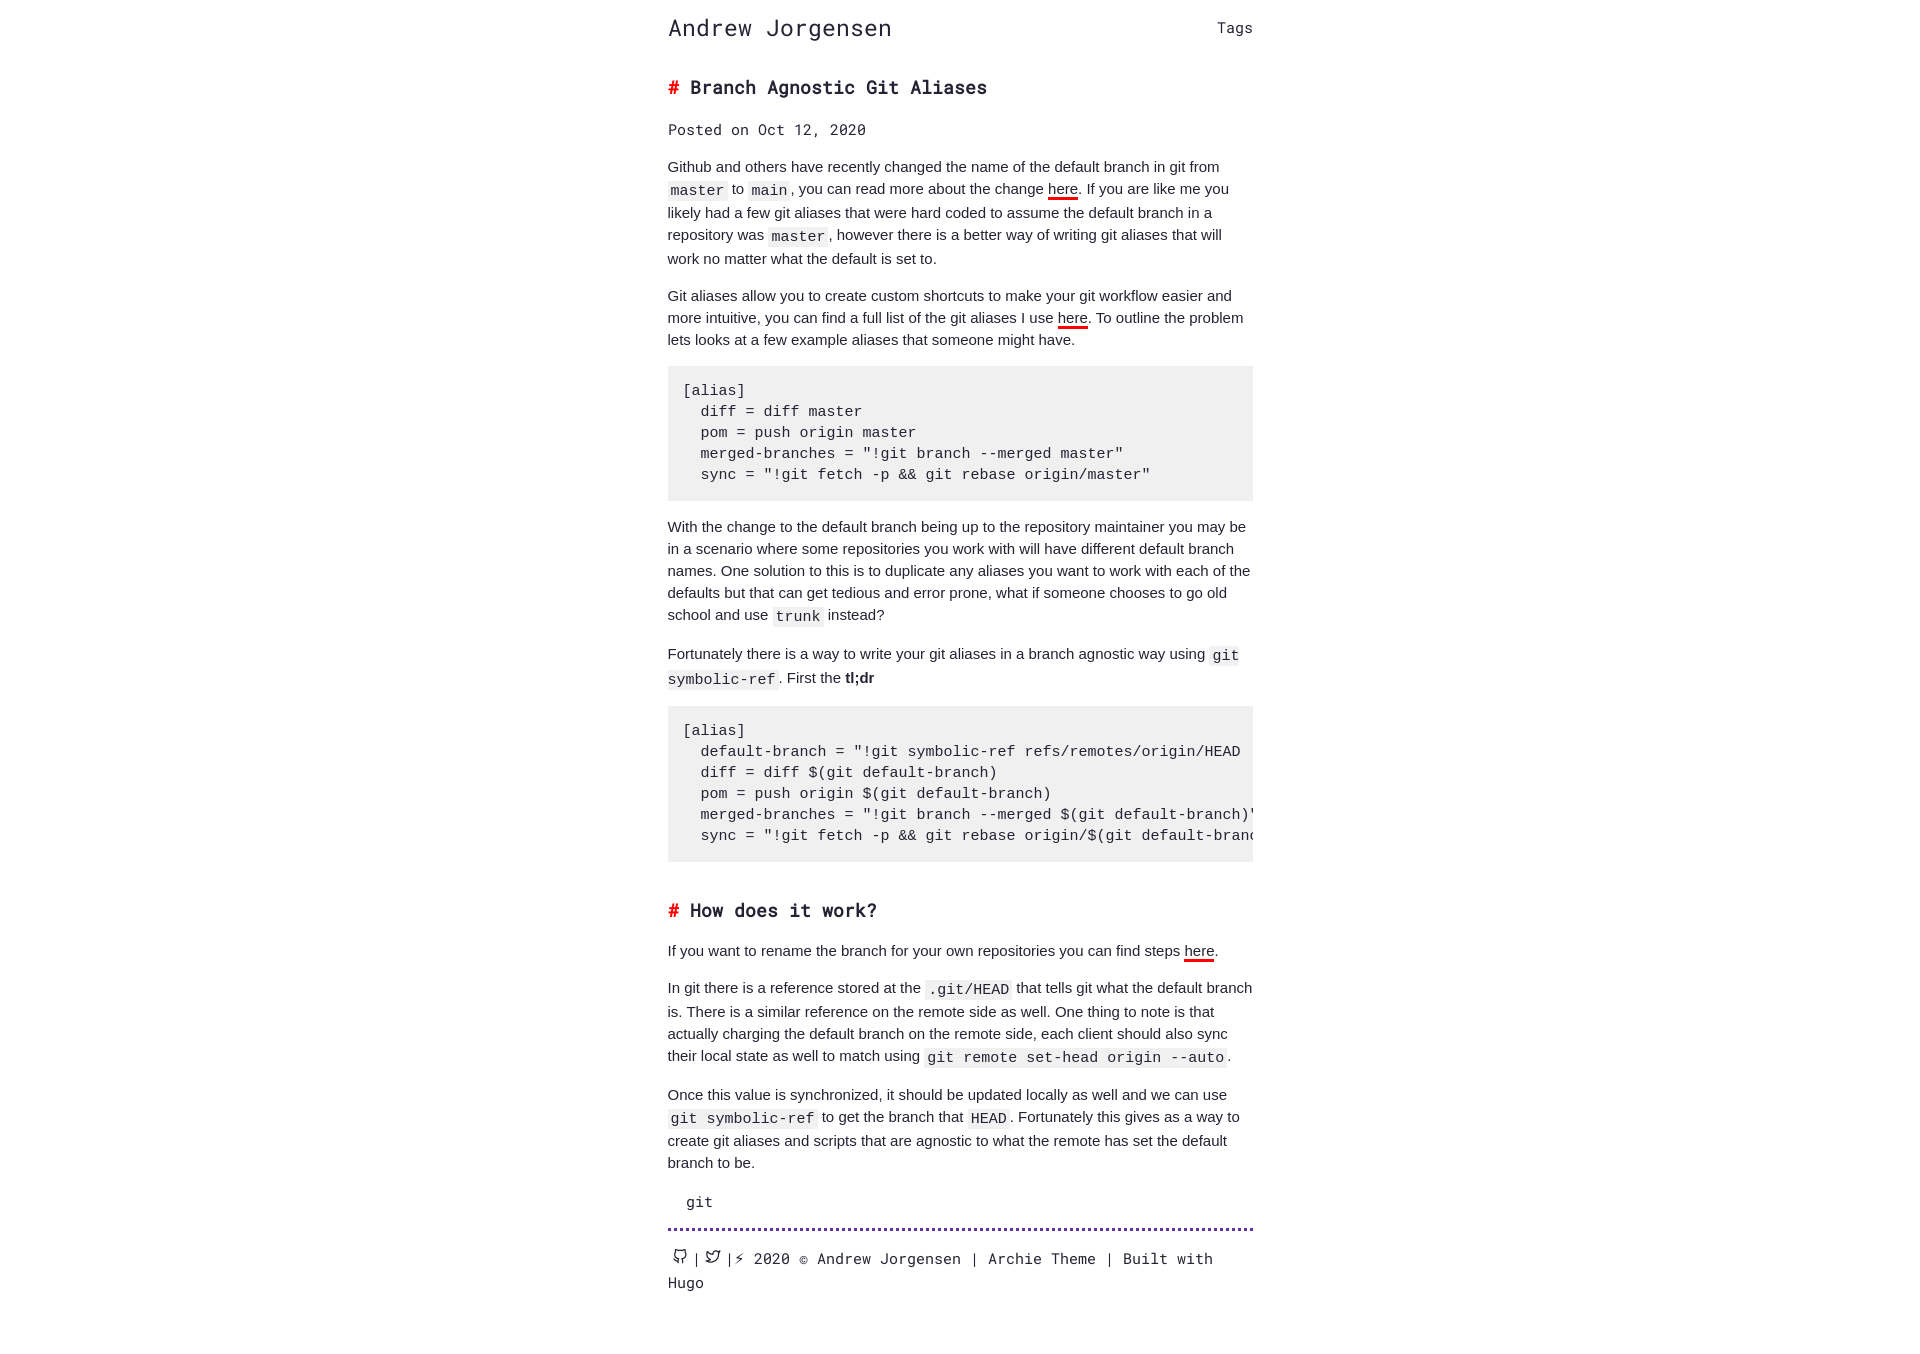 Andrew Jorgensen
Tags
# Branch Agnostic Git Aliases
Posted on Oct 12, 2020
Github and others have recently changed the name of the default branch in git from
master to main, you can read more about the change here. If you are like me you
likely had a few git aliases that were hard coded to assume the default branch in a
repository was master, however there is a better way of writing git aliases that will
work no matter what the default is set to.
Git aliases allow you to create custom shortcuts to make your git workflow easier and
more intuitive, you can find a full list of the git aliases I use here. To outline the problem
lets looks at a few example aliases that someone might have.
[alias]
  diff = diff master
  pom = push origin master
  merged-branches = "!git branch --merged master"
  sync = "!git fetch -p && git rebase origin/master"
With the change to the default branch being up to the repository maintainer you may be
in a scenario where some repositories you work with will have different default branch
names. One solution to this is to duplicate any aliases you want to work with each of the
defaults but that can get tedious and error prone, what if someone chooses to go old
school and use trunk instead?
Fortunately there is a way to write your git aliases in a branch agnostic way using git
symbolic-ref. First the tl;dr
[alias]
  default-branch = "!git symbolic-ref refs/remotes/origin/HEAD
  diff = diff $(git default-branch)
  pom = push origin $(git default-branch)
  merged-branches = "!git branch --merged $(git default-branch)"
  sync = "!git fetch -p && git rebase origin/$(git default-branc
# How does it work?
If you want to rename the branch for your own repositories you can find steps here.
In git there is a reference stored at the .git/HEAD that tells git what the default branch
is. There is a similar reference on the remote side as well. One thing to note is that
actually charging the default branch on the remote side, each client should also sync
their local state as well to match using git remote set-head origin --auto.
Once this value is synchronized, it should be updated locally as well and we can use
git symbolic-ref to get the branch that HEAD. Fortunately this gives as a way to
create git aliases and scripts that are agnostic to what the remote has set the default
branch to be.
git
| |⚡ 2020 © Andrew Jorgensen | Archie Theme | Built with
Hugo